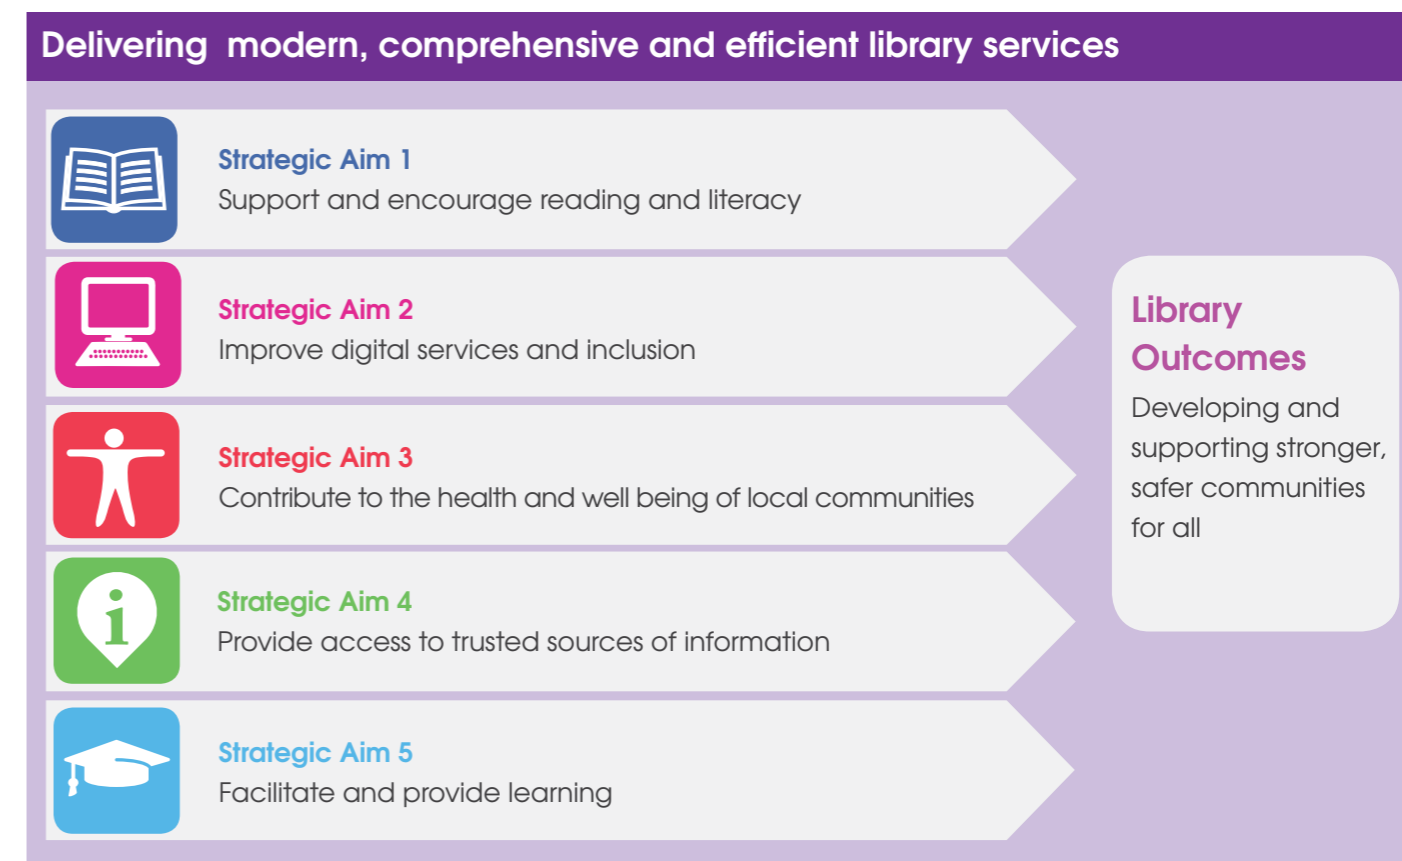 Delivering modern, comprehensive and efficient library services
Strategic Aim 1
Support and encourage reading and literacy
Strategic Aim 2
Improve digital services and inclusion
Strategic Aim 3
Contribute to the health and well being of local communities
Strategic Aim 4
Provide access to trusted sources of information
Strategic Aim 5
Facilitate and provide learning
Library
Outcomes
Developing and
supporting stronger,
safer communities
for all